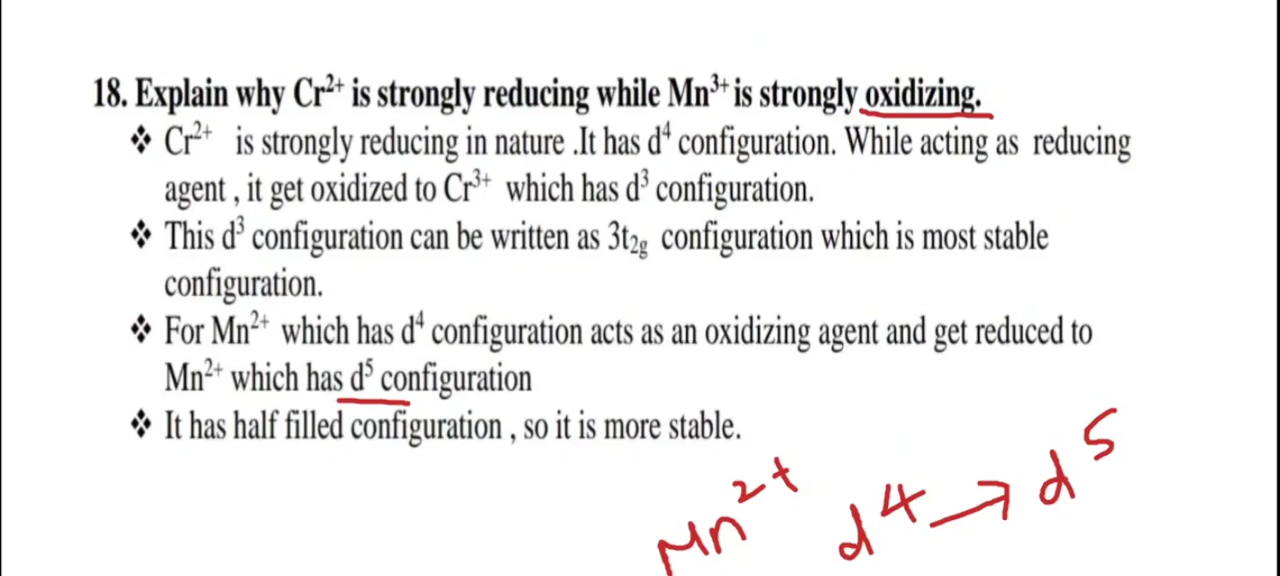 18. Explain why Cr²⁺ is strongly reducing while Mn³⁺ is strongly oxidizing.
❖ Cr²⁺ is strongly reducing in nature .It has d⁴ configuration. While acting as reducing
agent , it get oxidized to Cr³⁺ which has d³ configuration.
❖ This d³ configuration can be written as 3t₂g configuration which is most stable
configuration.
❖ For Mn²⁺ which has d⁴ configuration acts as an oxidizing agent and get reduced to
Mn²⁺ which has d⁵ configuration
❖ It has half filled configuration , so it is more stable.
Mn²⁺ d⁴ → d⁵